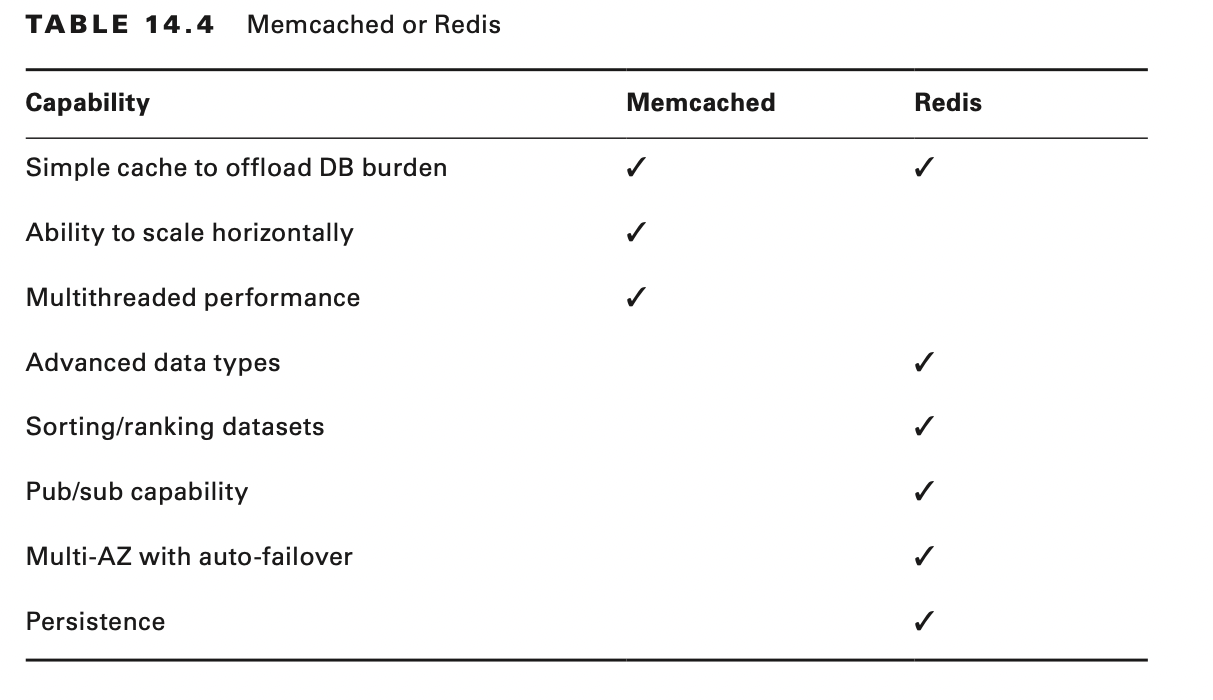 TABLE 14.4 Memcached or Redis
Capability Memcached Redis
Simple cache to offload DB burden ✓ ✓
Ability to scale horizontally ✓
Multithreaded performance ✓
Advanced data types ✓
Sorting/ranking datasets ✓
Pub/sub capability ✓
Multi-AZ with auto-failover ✓
Persistence ✓